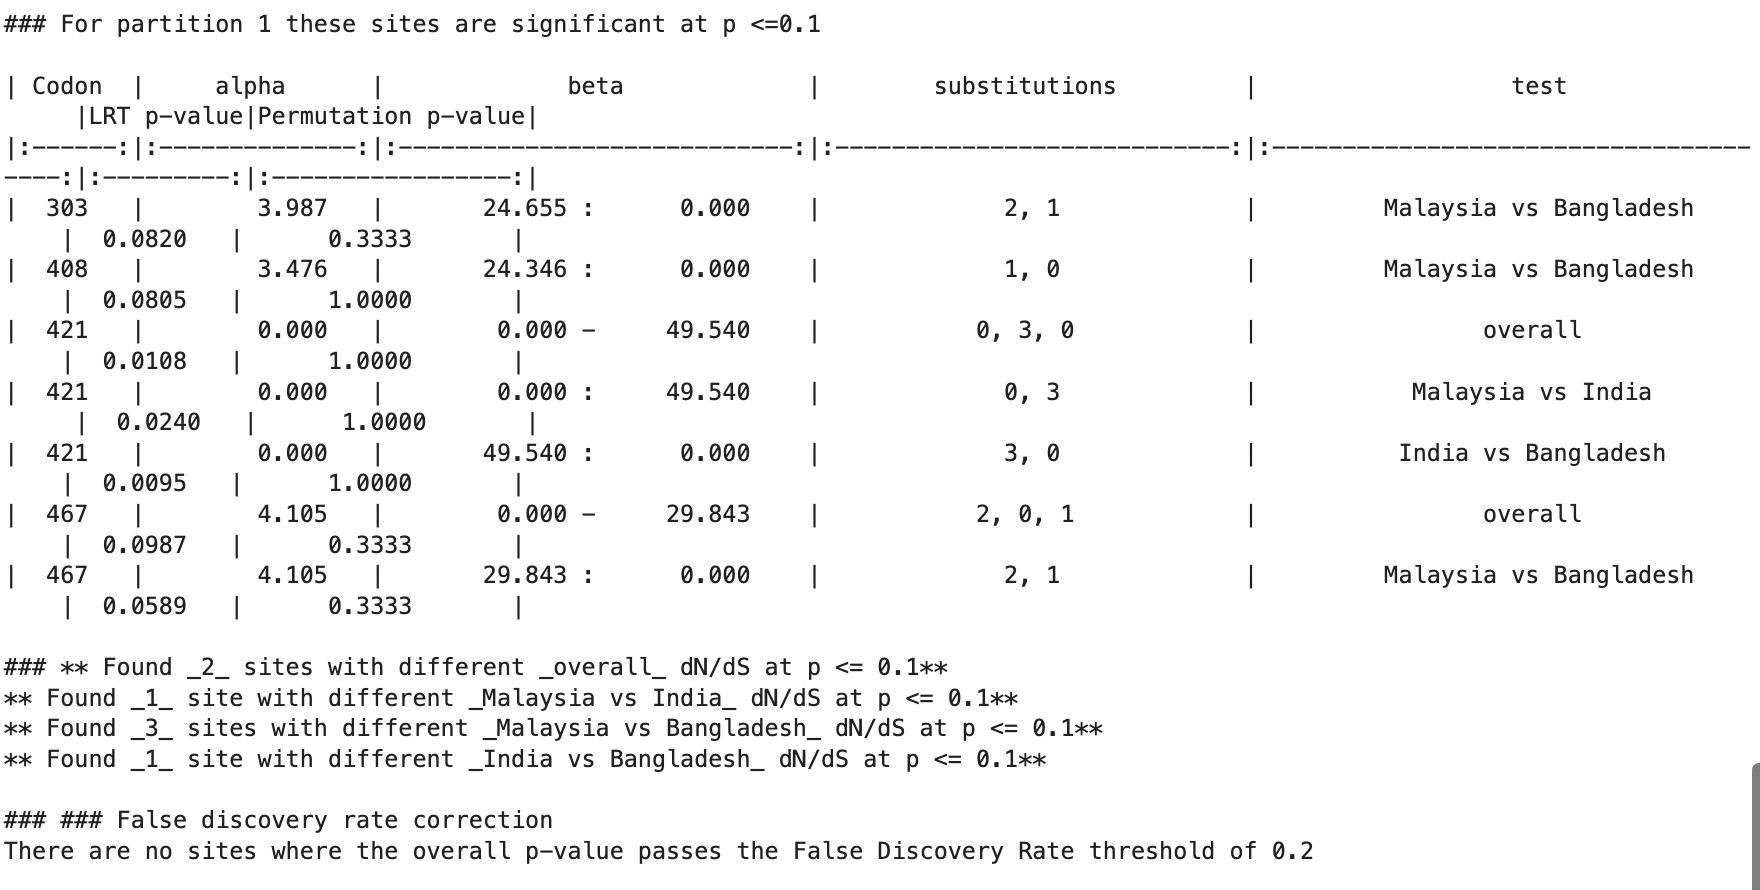 ### For partition 1 these sites are significant at p <=0.1
| Codon  |     alpha      |             beta             |        substitutions         |                  test
     |LRT p-value|Permutation p-value|
|:------:|:--------------:|:----------------------------:|:----------------------------:|:----------------------------------
----:|:---------:|:-----------------:|
|  303   |        3.987   |       24.655 :      0.000    |             2, 1             |         Malaysia vs Bangladesh
    |  0.0820   |      0.3333       |
|  408   |        3.476   |       24.346 :      0.000    |             1, 0             |         Malaysia vs Bangladesh
    |  0.0805   |      1.0000       |
|  421   |        0.000   |        0.000 -     49.540    |           0, 3, 0            |                overall
    |  0.0108   |      1.0000       |
|  421   |        0.000   |        0.000 :     49.540    |             0, 3             |           Malaysia vs India
     |  0.0240   |      1.0000       |
|  421   |        0.000   |       49.540 :      0.000    |             3, 0             |          India vs Bangladesh
    |  0.0095   |      1.0000       |
|  467   |        4.105   |        0.000 -     29.843    |           2, 0, 1            |                overall
    |  0.0987   |      0.3333       |
|  467   |        4.105   |       29.843 :      0.000    |             2, 1             |         Malaysia vs Bangladesh
    |  0.0589   |      0.3333       |
### ** Found _2_ sites with different _overall_ dN/dS at p <= 0.1**
** Found _1_ site with different _Malaysia vs India_ dN/dS at p <= 0.1**
** Found _3_ sites with different _Malaysia vs Bangladesh_ dN/dS at p <= 0.1**
** Found _1_ site with different _India vs Bangladesh_ dN/dS at p <= 0.1**
### ### False discovery rate correction
There are no sites where the overall p-value passes the False Discovery Rate threshold of 0.2